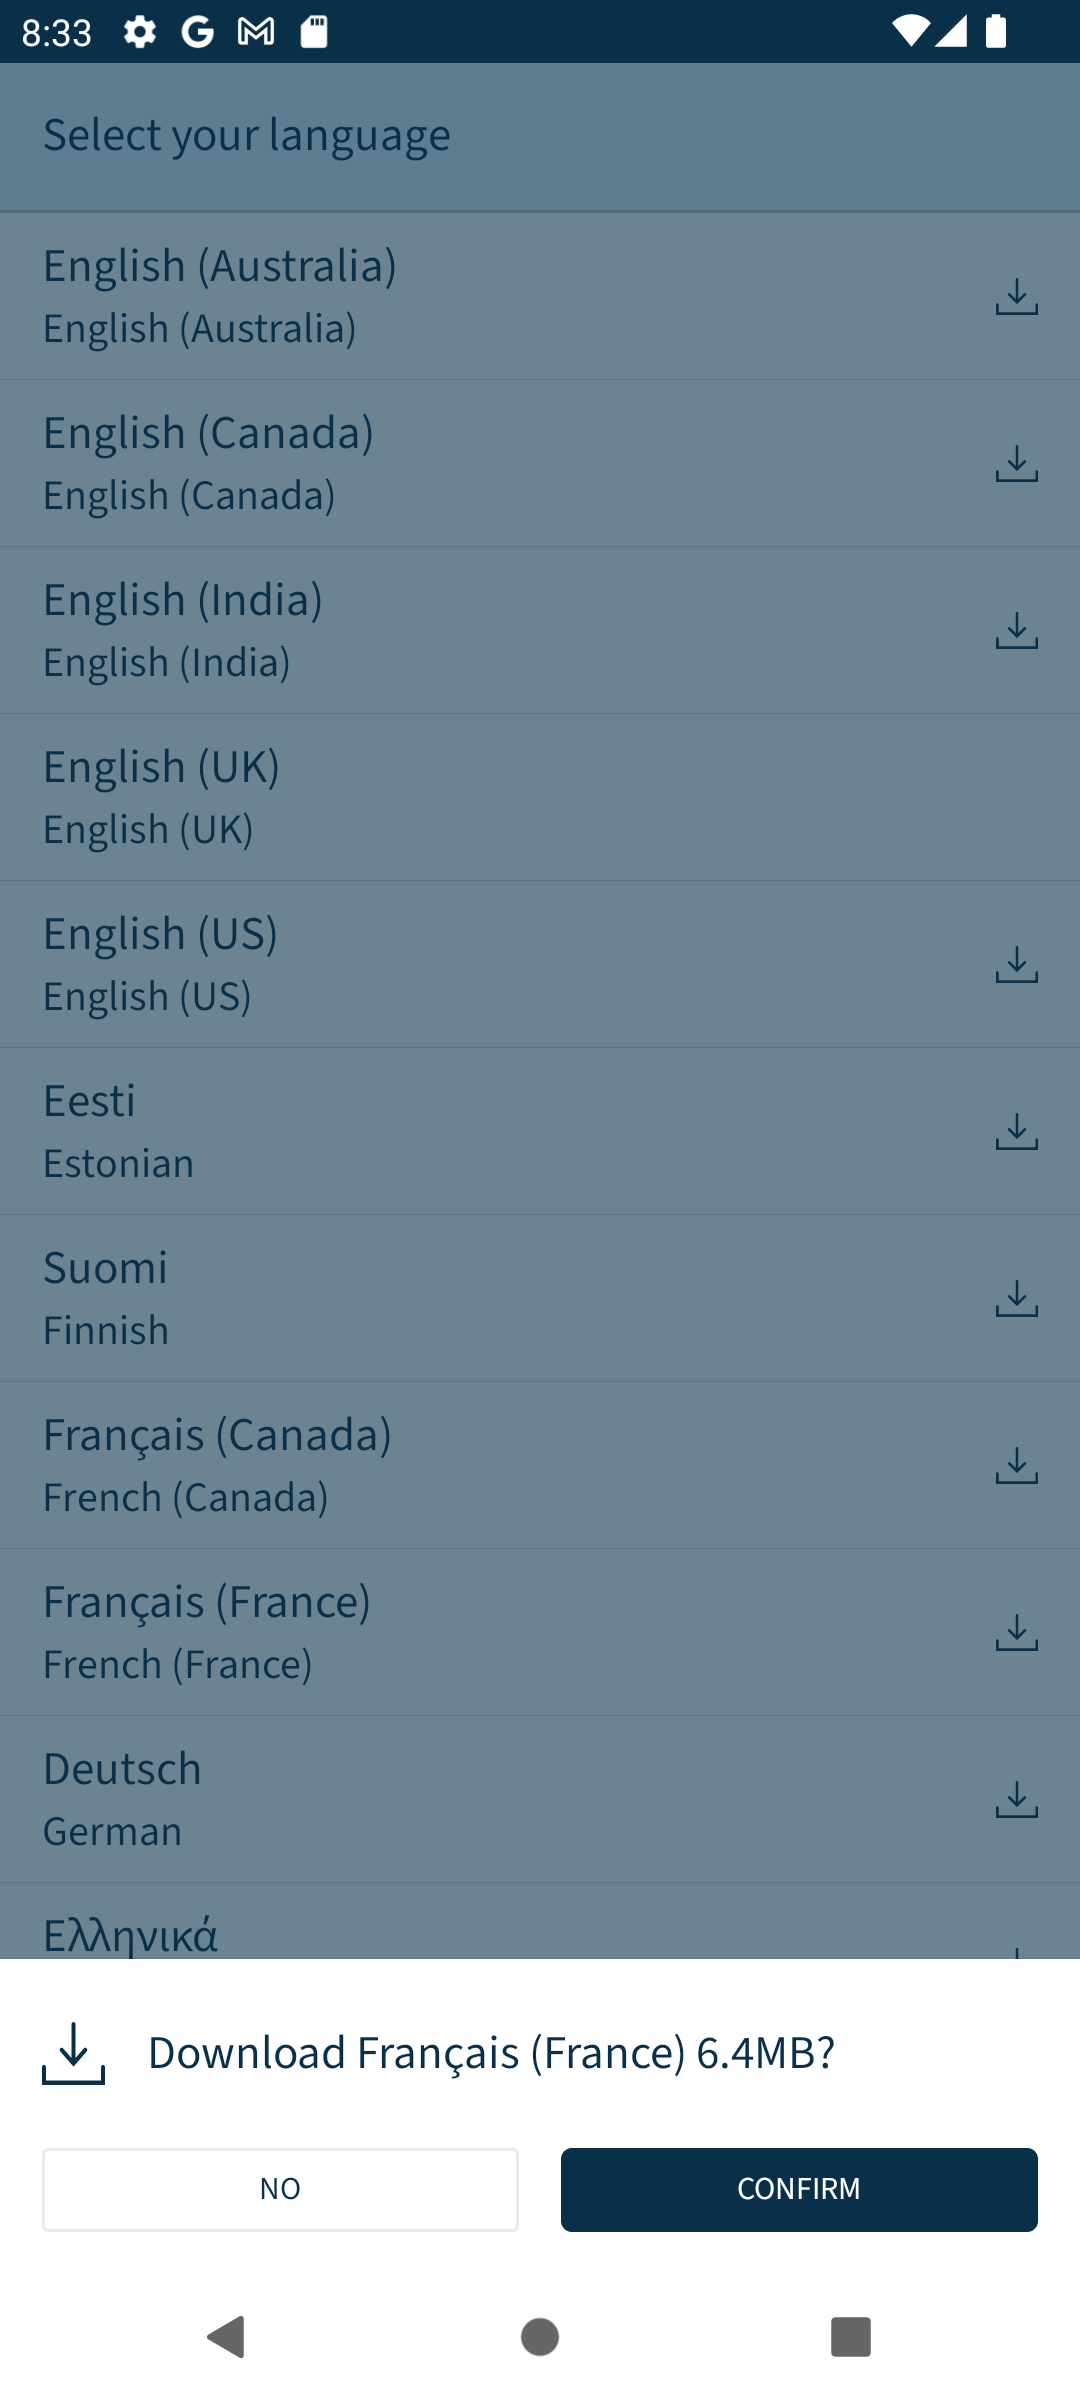 8:33
Select your language
English (Australia)
English (Australia)
English (Canada)
English (Canada)
English (India)
English (India)
English (UK)
English (UK)
English (US)
English (US)
Eesti
Estonian
Suomi
Finnish
Français (Canada)
French (Canada)
Français (France)
French (France)
Deutsch
German
Ελληνικά
Download Français (France) 6.4MB?
NO
CONFIRM